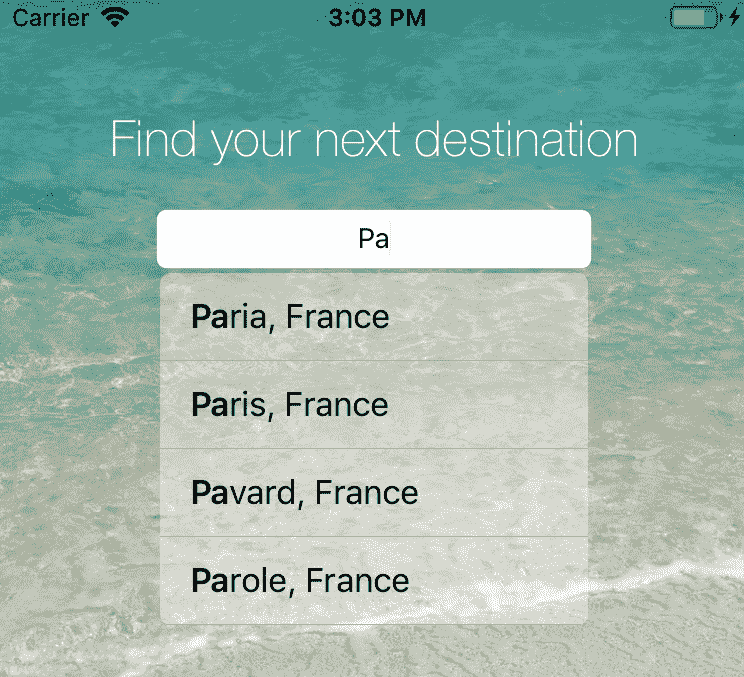 Carrier 3:03 PM
Find your next destination
Pa
Paria, France
Paris, France
Pavard, France
Parole, France